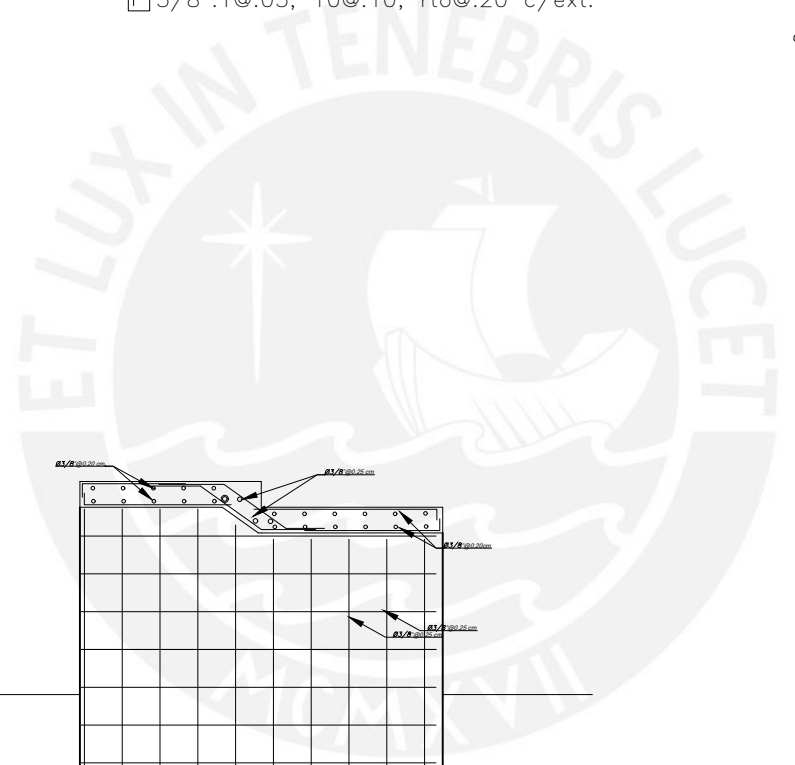 3/8".1@.05, 10@.10, rto@.20 c/ext.
ET LUX IN TENEBRIS LUCET
Ø3/8"@0.20 cm
Ø3/8"@0.25 cm
Ø3/8"@0.20cm
Ø3/8"@0.25 cm
Ø3/8"@0.25 cm
MCMXVII